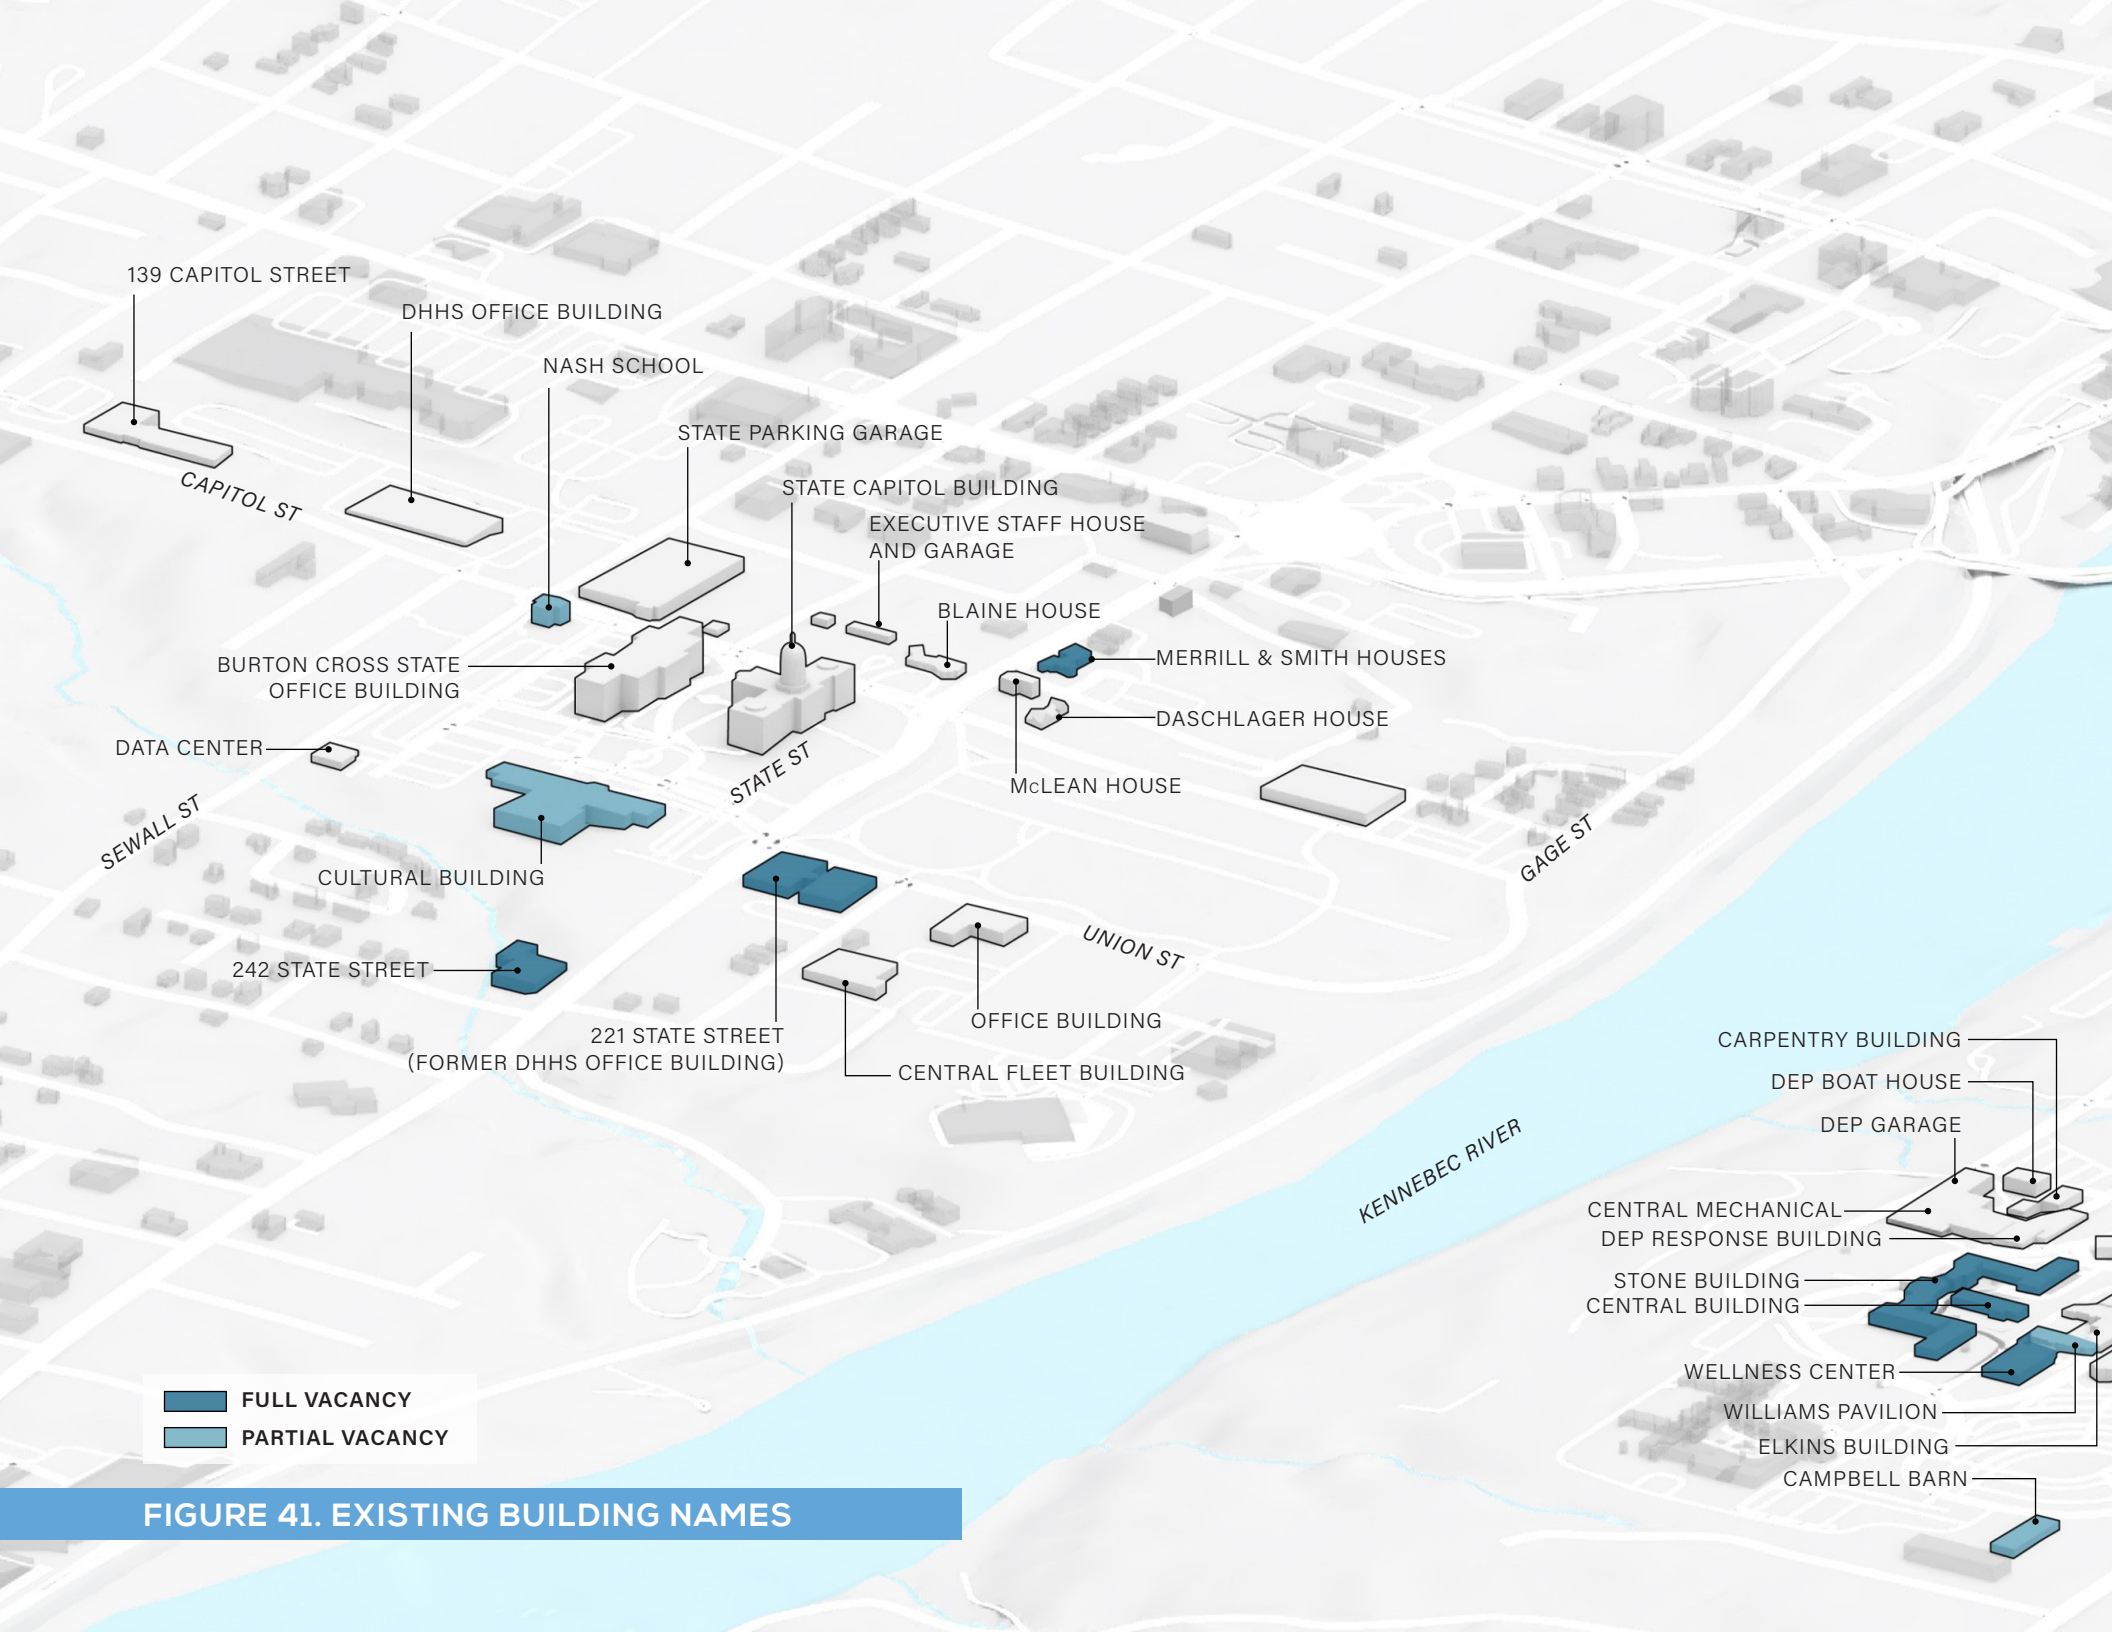 139 CAPITOL STREET
DHHS OFFICE BUILDING
NASH SCHOOL
STATE PARKING GARAGE
CAPITOL ST
STATE CAPITOL BUILDING
EXECUTIVE STAFF HOUSE
AND GARAGE
BLAINE HOUSE
BURTON CROSS STATE
OFFICE BUILDING
MERRILL & SMITH HOUSES
DASCHLAGER HOUSE
DATA CENTER
STATE ST
McLEAN HOUSE
SEWALL ST
GAGE ST
CULTURAL BUILDING
242 STATE STREET
UNION ST
OFFICE BUILDING
221 STATE STREET
(FORMER DHHS OFFICE BUILDING)
CENTRAL FLEET BUILDING
CARPENTRY BUILDING
DEP BOAT HOUSE
DEP GARAGE
KENNEBEC RIVER
CENTRAL MECHANICAL
DEP RESPONSE BUILDING
STONE BUILDING
CENTRAL BUILDING
WELLNESS CENTER
WILLIAMS PAVILION
ELKINS BUILDING
CAMPBELL BARN
FULL VACANCY
PARTIAL VACANCY
FIGURE 41. EXISTING BUILDING NAMES